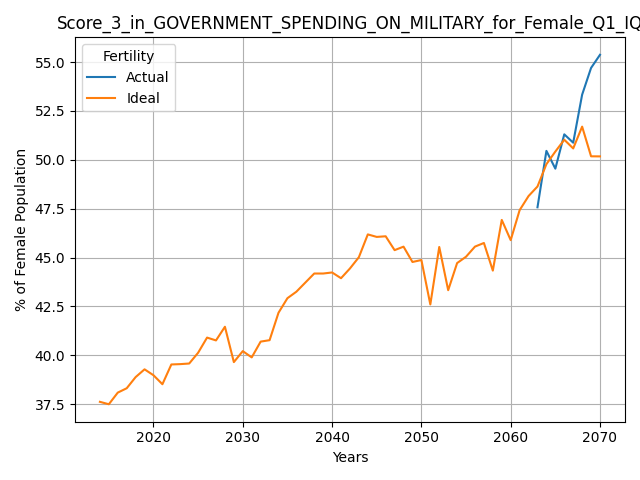 Score_3_in_GOVERNMENT_SPENDING_ON_MILITARY_for_Female_Q1_IQ
Fertility
Actual
Ideal
55.0
52.5
50.0
47.5
45.0
42.5
40.0
37.5
% of Female Population
2020 2030 2040 2050 2060 2070
Years